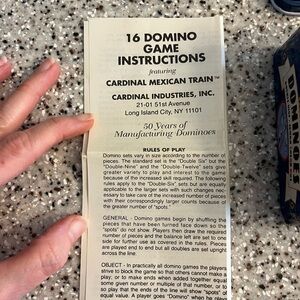 16 DOMINO
GAME
INSTRUCTIONS
featuring
CARDINAL MEXICAN TRAIN™
CARDINAL INDUSTRIES, INC.
21-01 51st Avenue
Long Island City, NY 11101
50 Years of
Manufacturing Dominoes
RULES OF PLAY
Domino sets vary in size according to the number of
pieces. The standard set is the "Double Six" but the
"Double-Nine" and the "Double-Twelve" sets give
greater variety to play and interest to the game
because of the increased skill required. The following
rules apply to the "Double-Six" sets but are equally
applicable to the larger sets with such changes nec-
essary to take care of the increased number of pieces
with their correspondingly larger counts because of
the greater number of "spots".
GENERAL - Domino games begin by shuffling the
pieces that have been turned face down so the
"spots" do not show. Players then draw the required
number of pieces and the balance left are set to one
side for further use as covered in the rules. Pieces
are played end to end but all doubles are set upright
across the line.
OBJECT - In practically all domino games the players
strive to block the game so that others cannot make a
play; or to make ends when added together equal
some given number or multiple of that number, or to
so play that the ends of the line will show "spots" of
equal value. A player goes "Domino" when he plays